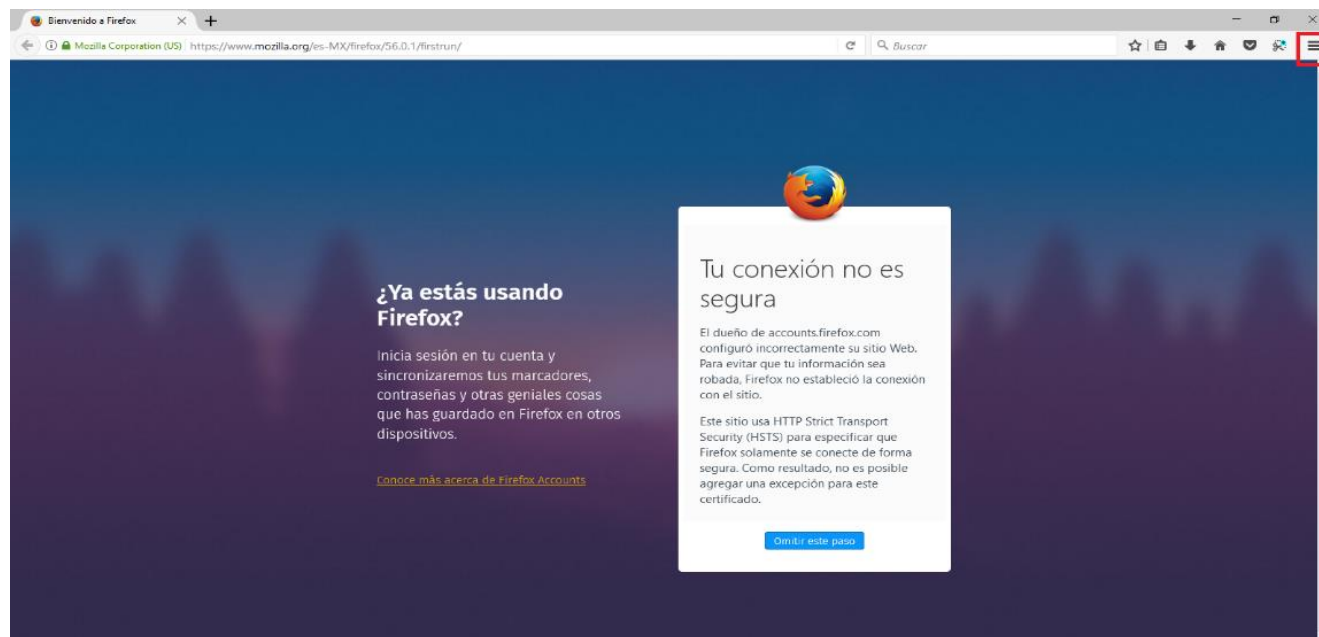 Bienvenido a Firefox
Mozilla Corporation (US) https://www.mozilla.org/es-MX/firefox/56.0.1/firstrun/
Buscar
¿Ya estás usando
Firefox?
Inicia sesión en tu cuenta y
sincronizaremos tus marcadores,
contraseñas y otras geniales cosas
que has guardado en Firefox en otros
dispositivos.
Conoce más acerca de Firefox Accounts
Tu conexión no es
segura
El dueño de accounts.firefox.com
configuró incorrectamente su sitio Web.
Para evitar que tu información sea
robada, Firefox no estableció la conexión
con el sitio.
Este sitio usa HTTP Strict Transport
Security (HSTS) para especificar que
Firefox solamente se conecte de forma
segura. Como resultado, no es posible
agregar una excepción para este
certificado.
Omitir este paso